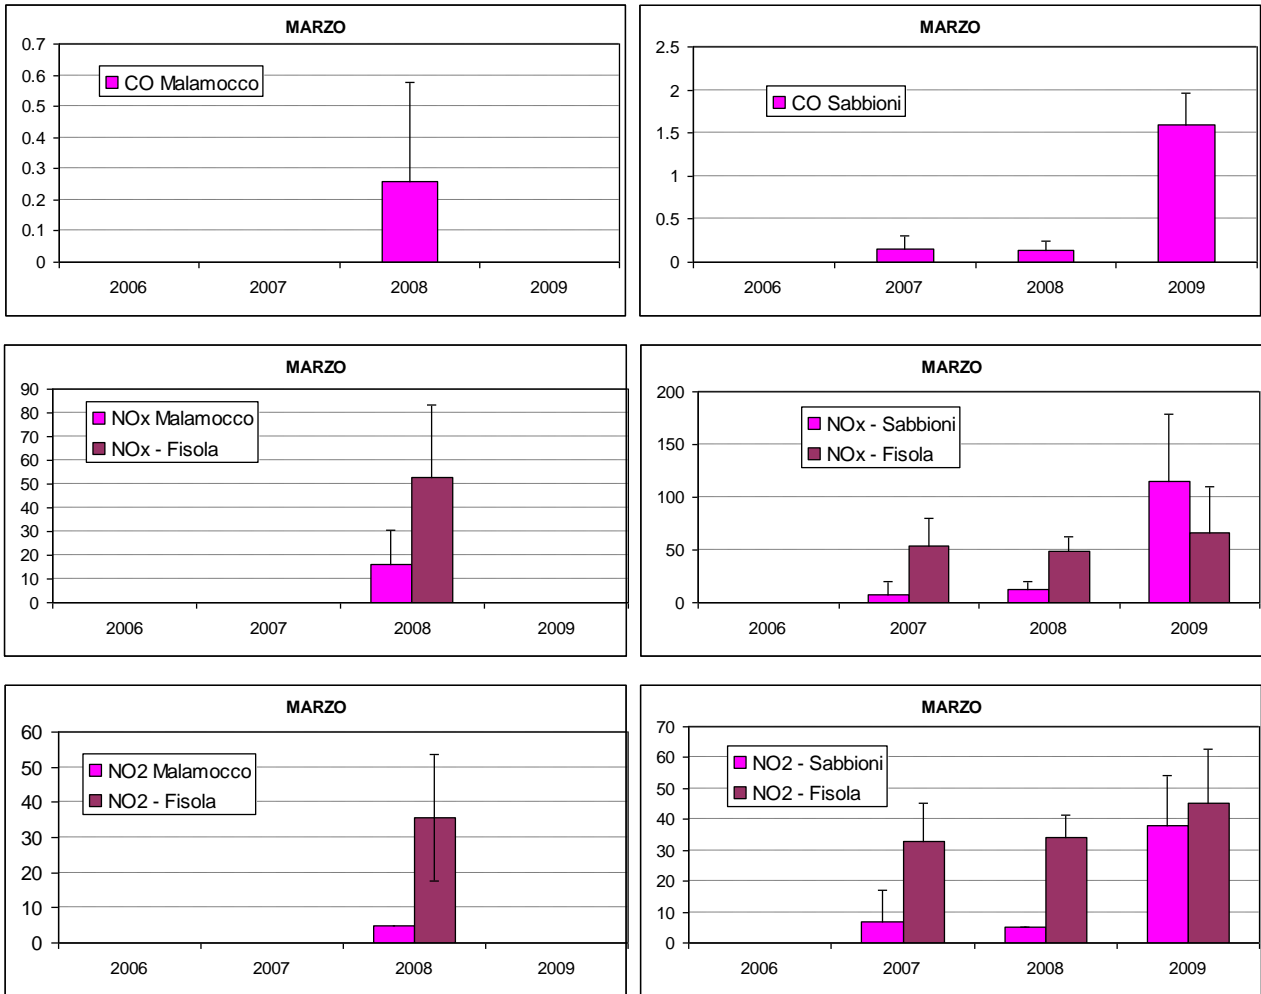 MARZO
0.7
0.6
0.5
0.4
0.3
0.2
0.1
0
CO Malamocco
2006 2007 2008 2009
MARZO
2.5
2
1.5
1
0.5
0
CO Sabbioni
2006 2007 2008 2009
MARZO
90
80
70
60
50
40
30
20
10
0
NOx Malamocco
NOx - Fisola
2006 2007 2008 2009
MARZO
200
150
100
50
0
NOx - Sabbioni
NOx - Fisola
2006 2007 2008 2009
MARZO
60
50
40
30
20
10
0
NO2 Malamocco
NO2 - Fisola
2006 2007 2008 2009
MARZO
70
60
50
40
30
20
10
0
NO2 - Sabbioni
NO2 - Fisola
2006 2007 2008 2009